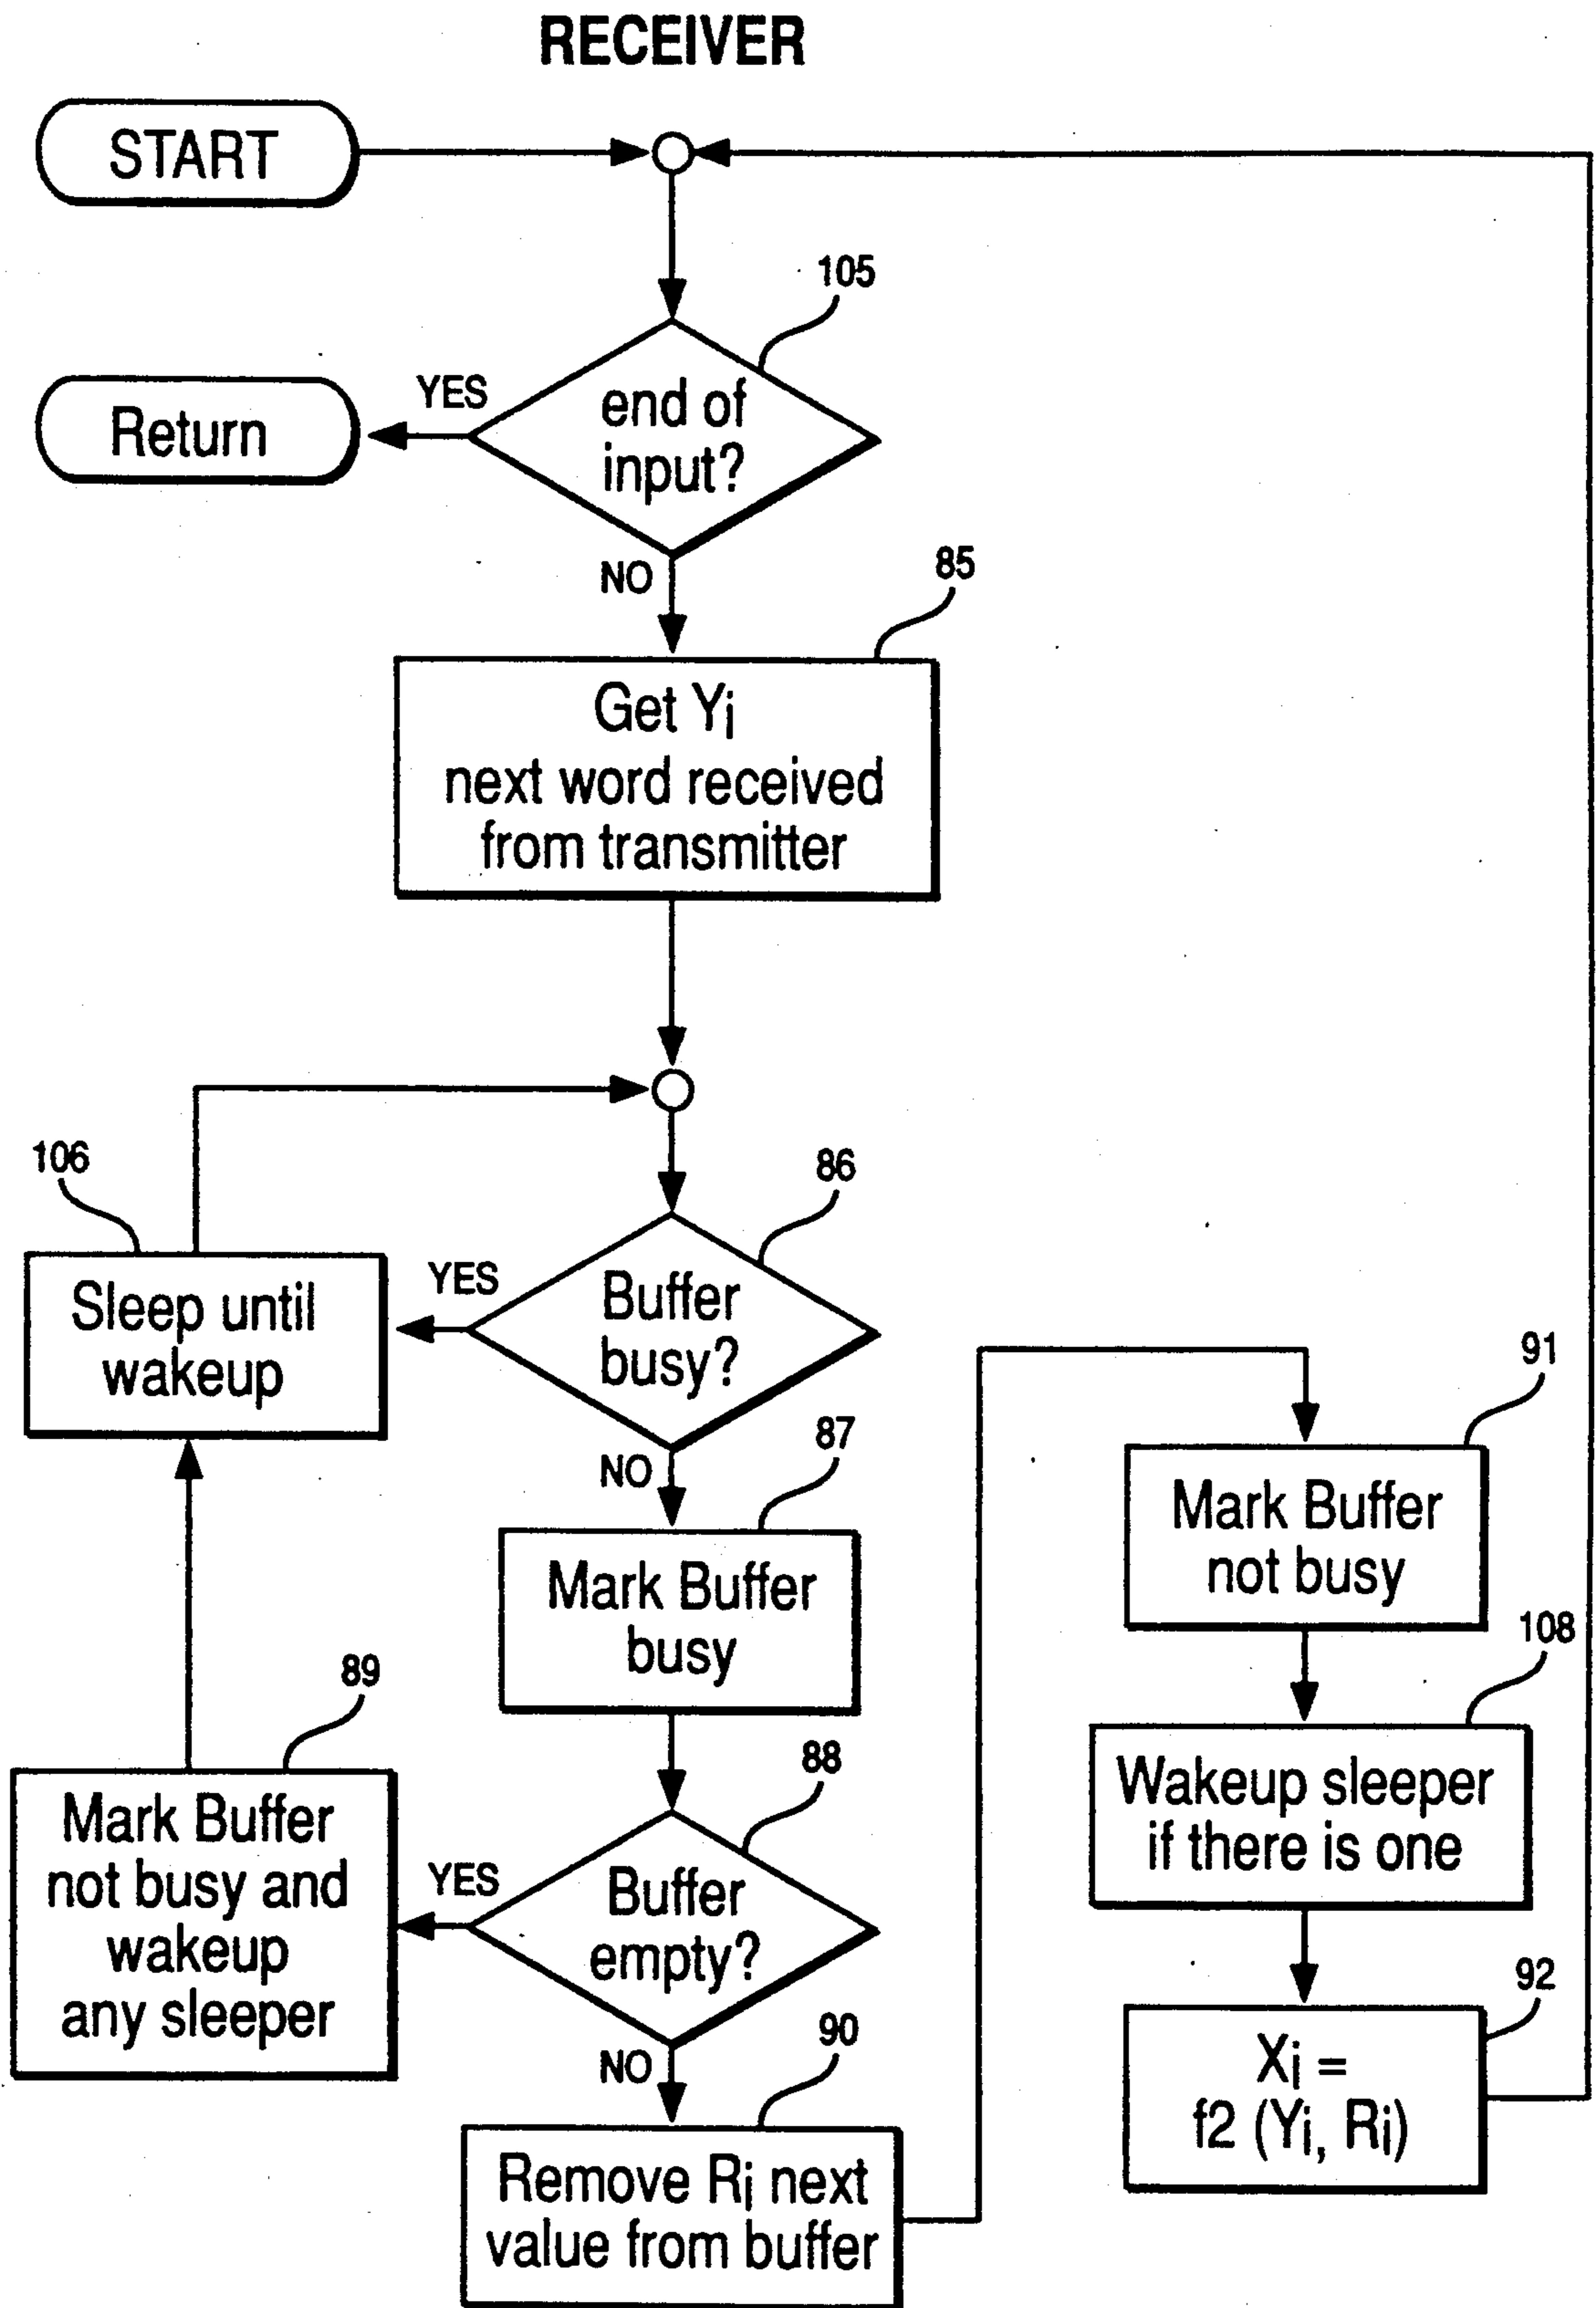 RECEIVER
START
105
YES
end of
input?
Return
NO
85
Get Yi
next word received
from transmitter
106
86
Sleep until
wakeup
YES
Buffer
busy?
NO
87
Mark Buffer
busy
89
88
Mark Buffer
not busy and
wakeup
any sleeper
YES
Buffer
empty?
NO
90
Remove Ri next
value from buffer
91
Mark Buffer
not busy
108
Wakeup sleeper
if there is one
92
Xi =
f2 (Yi, Ri)